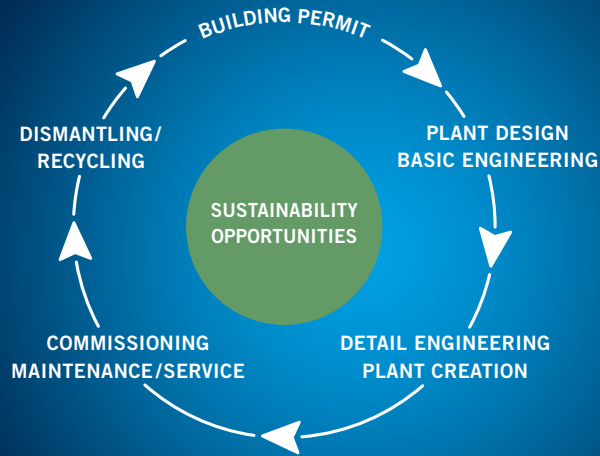 BUILDING PERMIT
PLANT DESIGN
BASIC ENGINEERING
DETAIL ENGINEERING
PLANT CREATION
COMMISSIONING
MAINTENANCE/SERVICE
DISMANTLING/
RECYCLING
SUSTAINABILITY
OPPORTUNITIES